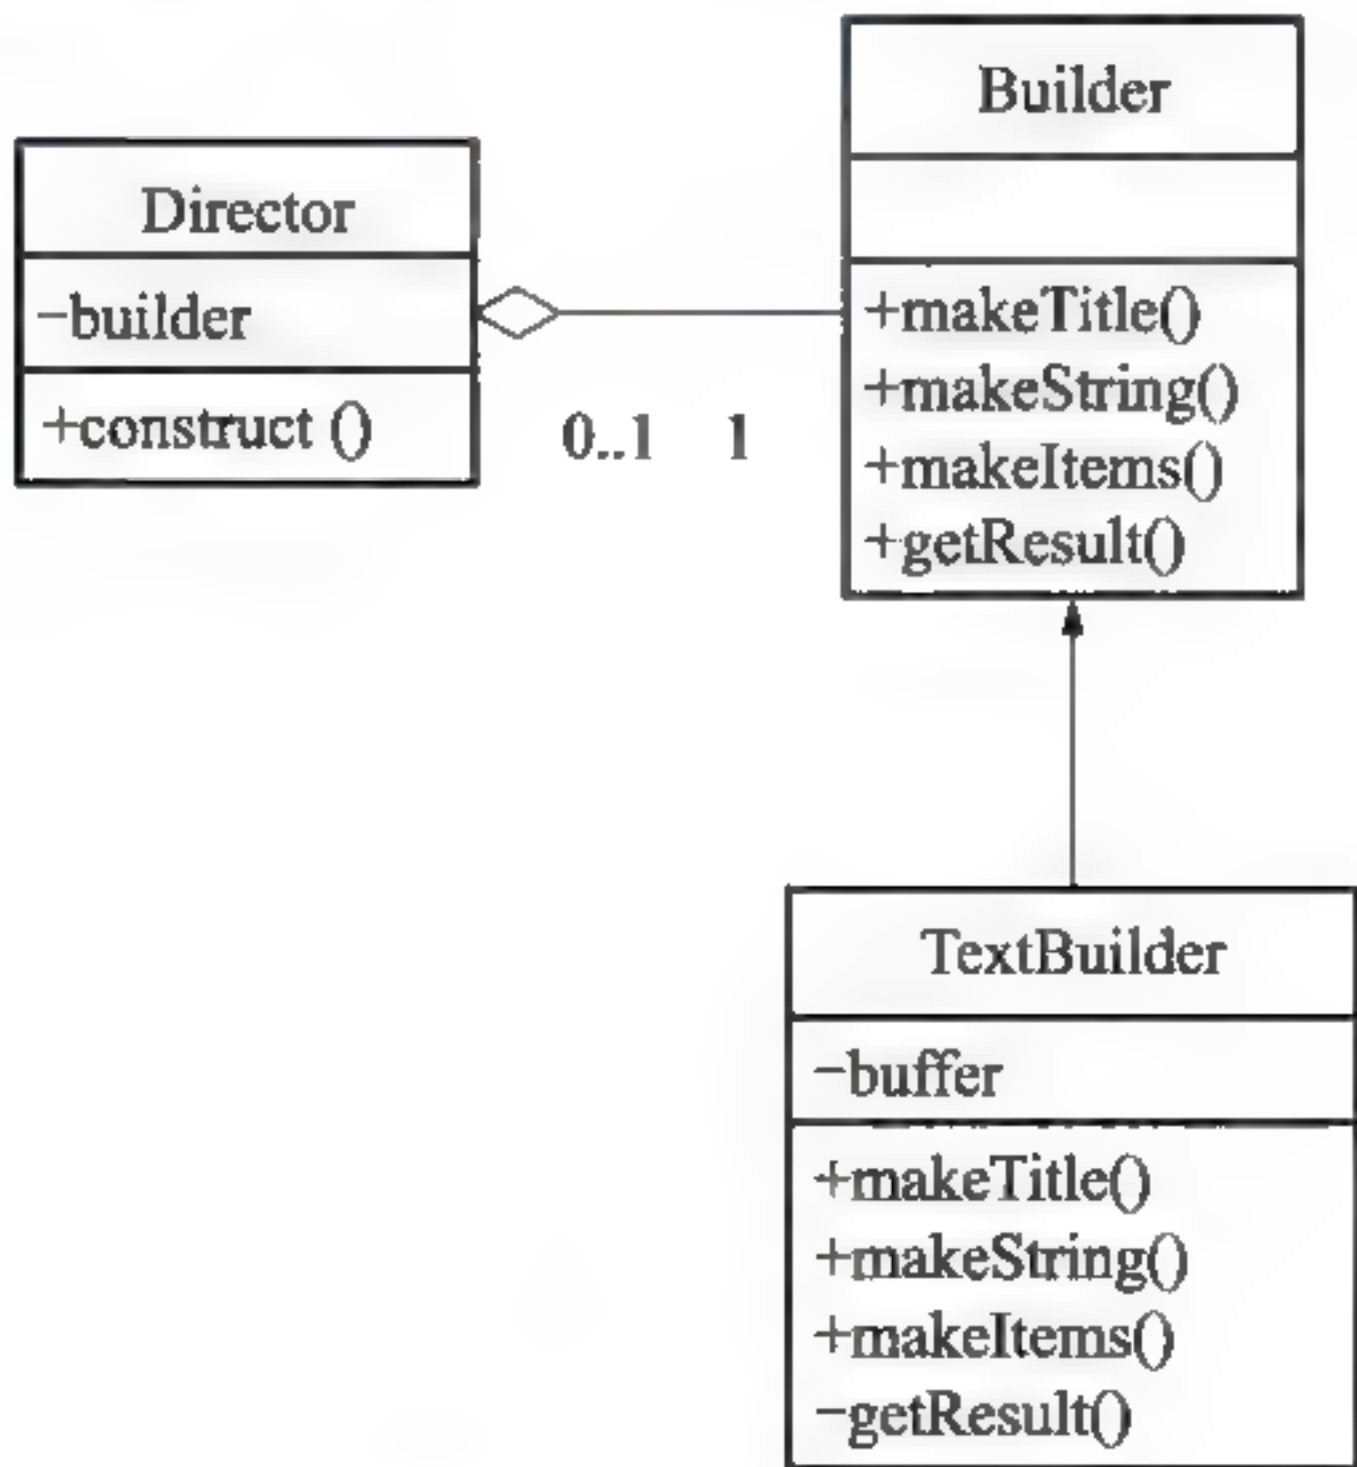 Director
−builder
+construct ()
0..1 1
Builder
+makeTitle()
+makeString()
+makeItems()
+getResult()
TextBuilder
−buffer
+makeTitle()
+makeString()
+makeItems()
−getResult()